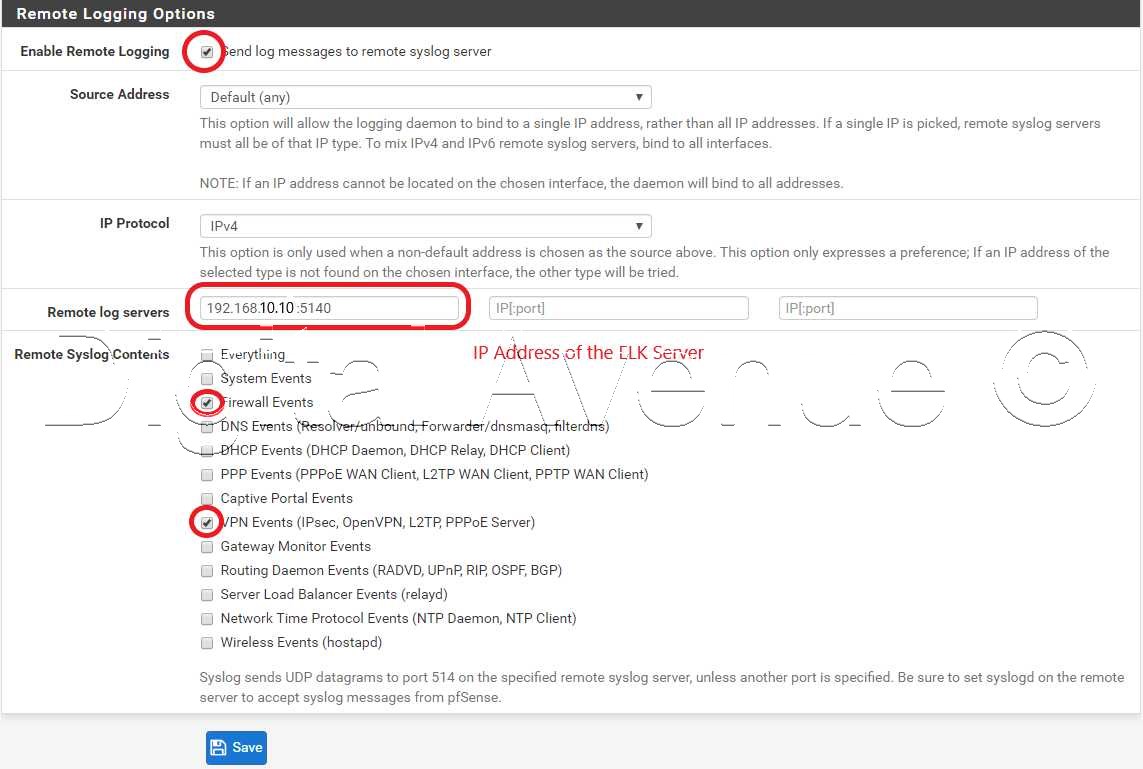 Remote Logging Options
Enable Remote Logging
Send log messages to remote syslog server
Source Address
Default (any)
This option will allow the logging daemon to bind to a single IP address, rather than all IP addresses. If a single IP is picked, remote syslog servers
must all be of that IP type. To mix IPv4 and IPv6 remote syslog servers, bind to all interfaces.
NOTE: If an IP address cannot be located on the chosen interface, the daemon will bind to all addresses.
IP Protocol
IPv4
This option is only used when a non-default address is chosen as the source above. This option only expresses a preference; If an IP address of the
selected type is not found on the chosen interface, the other type will be tried.
Remote log servers
192.168.10.10 :5140
IP[:port]
IP[:port]
Remote Syslog Contents
Everything
IP Address of the ELK Server
Digital Avenue ©
System Events
Firewall Events
DNS Events (Resolver/unbound, Forwarder/dnsmasq, filterdns)
DHCP Events (DHCP Daemon, DHCP Relay, DHCP Client)
PPP Events (PPPoE WAN Client, L2TP WAN Client, PPTP WAN Client)
Captive Portal Events
VPN Events (IPsec, OpenVPN, L2TP, PPPoE Server)
Gateway Monitor Events
Routing Daemon Events (RADVD, UPnP, RIP, OSPF, BGP)
Server Load Balancer Events (relayd)
Network Time Protocol Events (NTP Daemon, NTP Client)
Wireless Events (hostapd)
Syslog sends UDP datagrams to port 514 on the specified remote syslog server, unless another port is specified. Be sure to set syslogd on the remote
server to accept syslog messages from pfSense.
Save